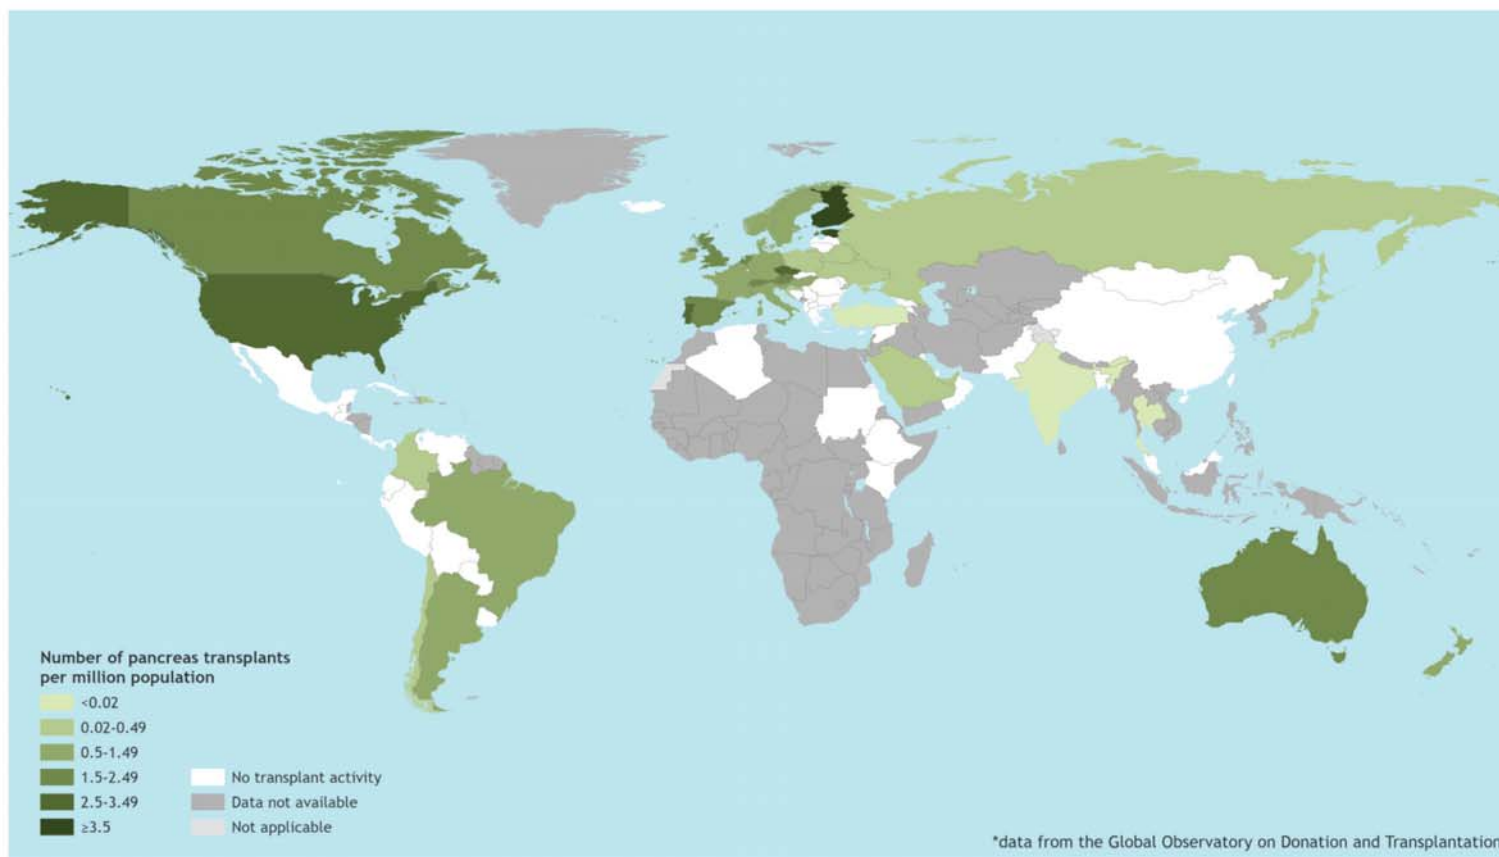 Number of pancreas transplants
per million population
<0.02
0.02-0.49
0.5-1.49
1.5-2.49
2.5-3.49
≥3.5
No transplant activity
Data not available
Not applicable
*data from the Global Observatory on Donation and Transplantation